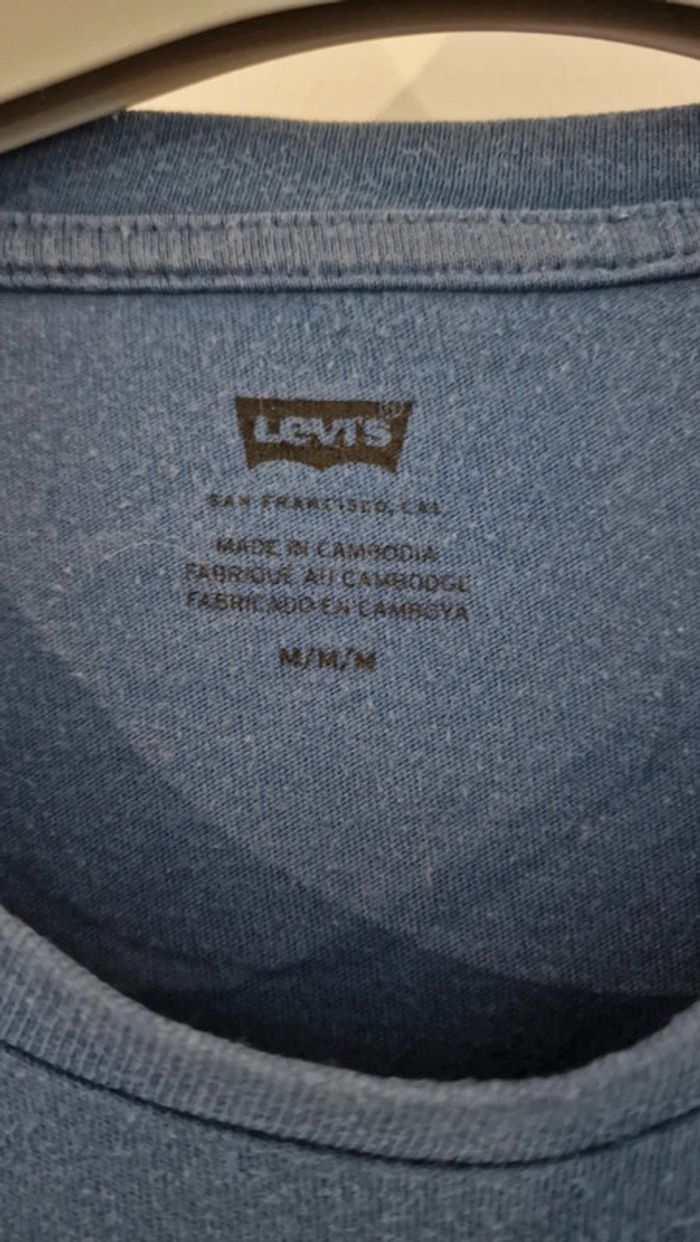 Levi's®
SAN FRANCISCO, CAL
MADE IN CAMBODIA
FABRIQUÉ AU CAMBODGE
FABRICADO EN CAMBOYA
M/M/M